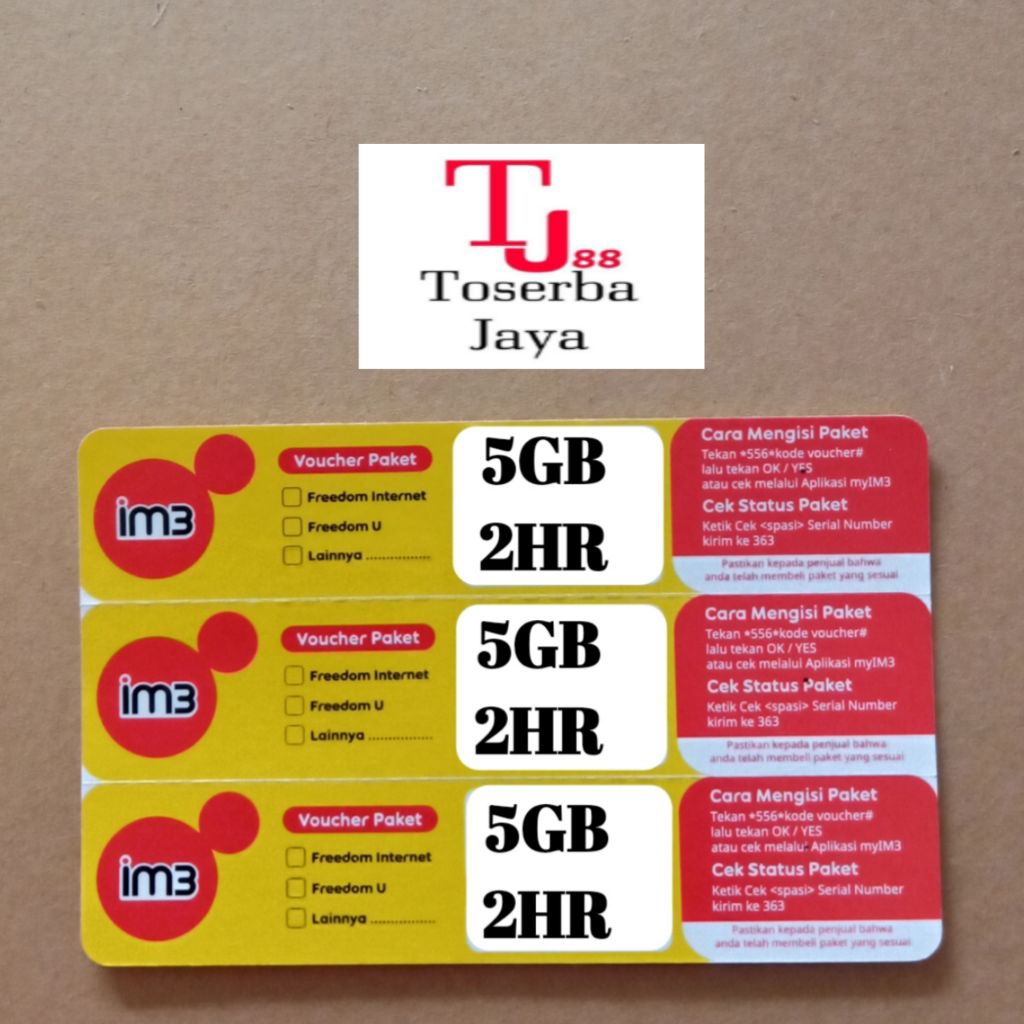 TJ88
Toserba
Jaya
im3
Voucher Paket
Freedom Internet
Freedom U
Lainnya ..................
5GB
2HR
Cara Mengisi Paket
Tekan *556*kode voucher#
lalu tekan OK / YES
atau cek melalui Aplikasi myIM3
Cek Status Paket
Ketik Cek <spasi> Serial Number
kirim ke 363
Pastikan kepada penjual bahwa
anda telah membeli paket yang sesuai
im3
Voucher Paket
Freedom Internet
Freedom U
Lainnya ..................
5GB
2HR
Cara Mengisi Paket
Tekan *556*kode voucher#
lalu tekan OK / YES
atau cek melalui Aplikasi myIM3
Cek Status Paket
Ketik Cek <spasi> Serial Number
kirim ke 363
Pastikan kepada penjual bahwa
anda telah membeli paket yang sesuai
im3
Voucher Paket
Freedom Internet
Freedom U
Lainnya ..................
5GB
2HR
Cara Mengisi Paket
Tekan *556*kode voucher#
lalu tekan OK / YES
atau cek melalui Aplikasi myIM3
Cek Status Paket
Ketik Cek <spasi> Serial Number
kirim ke 363
Pastikan kepada penjual bahwa
anda telah membeli paket yang sesuai